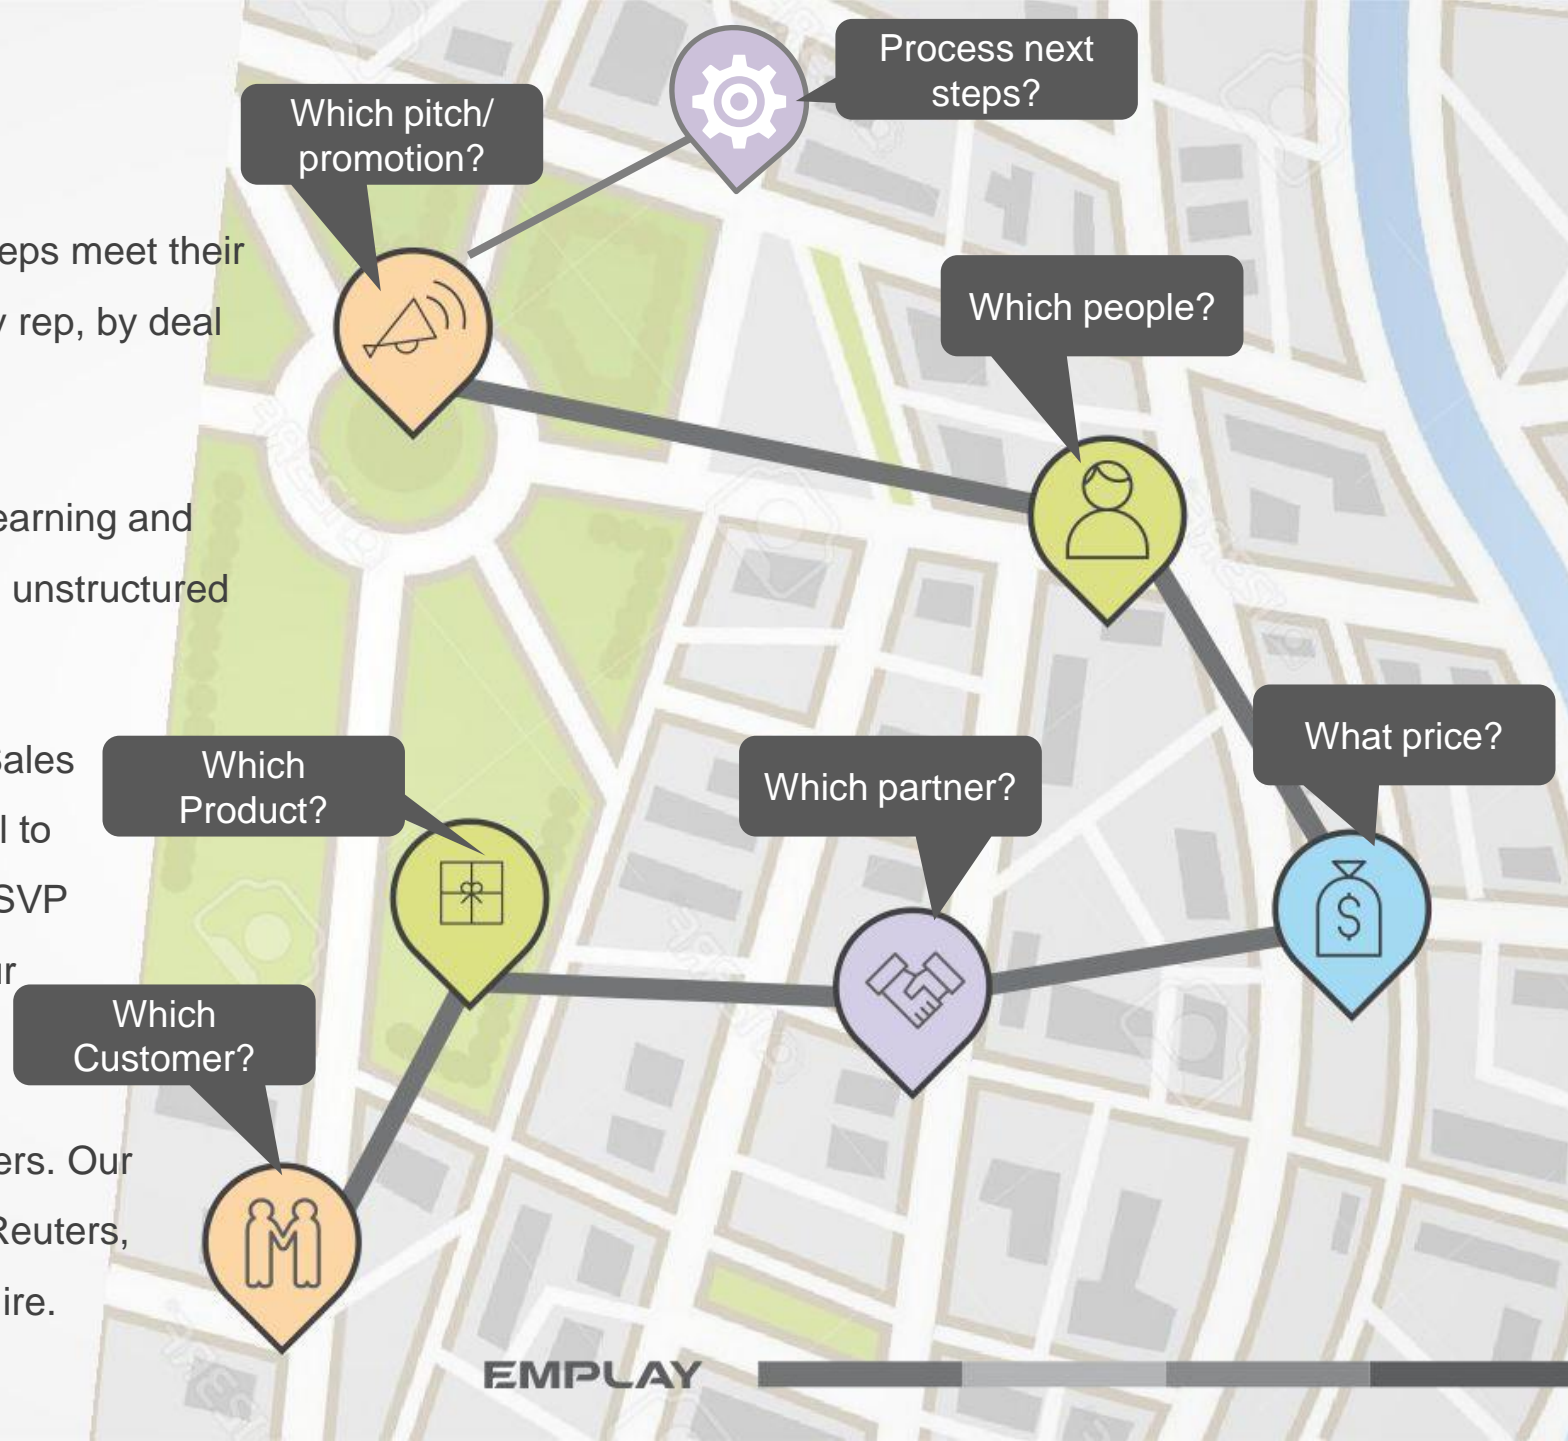 Process next
steps?
Which pitch/
promotion?
eps meet their
rep, by deal
Which people?
earning and
unstructured
What price?
ales
Which
Product?
Which partner?
l to
SVP
Which
Customer?
ers. Our
Reuters,
ire.
EMPLAY
$